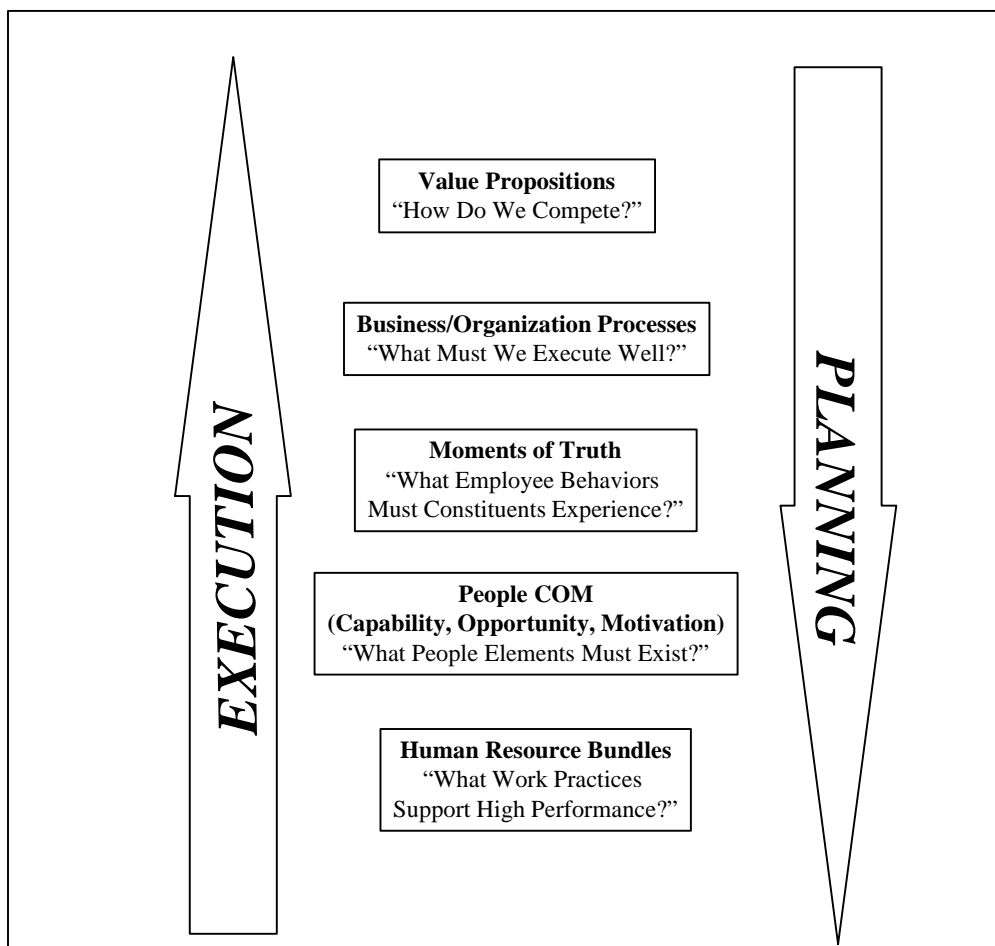 Value Propositions
“How Do We Compete?”
Business/Organization Processes
“What Must We Execute Well?”
Moments of Truth
“What Employee Behaviors
Must Constituents Experience?”
People COM
(Capability, Opportunity, Motivation)
“What People Elements Must Exist?”
Human Resource Bundles
“What Work Practices
Support High Performance?”
EXECUTION
PLANNING